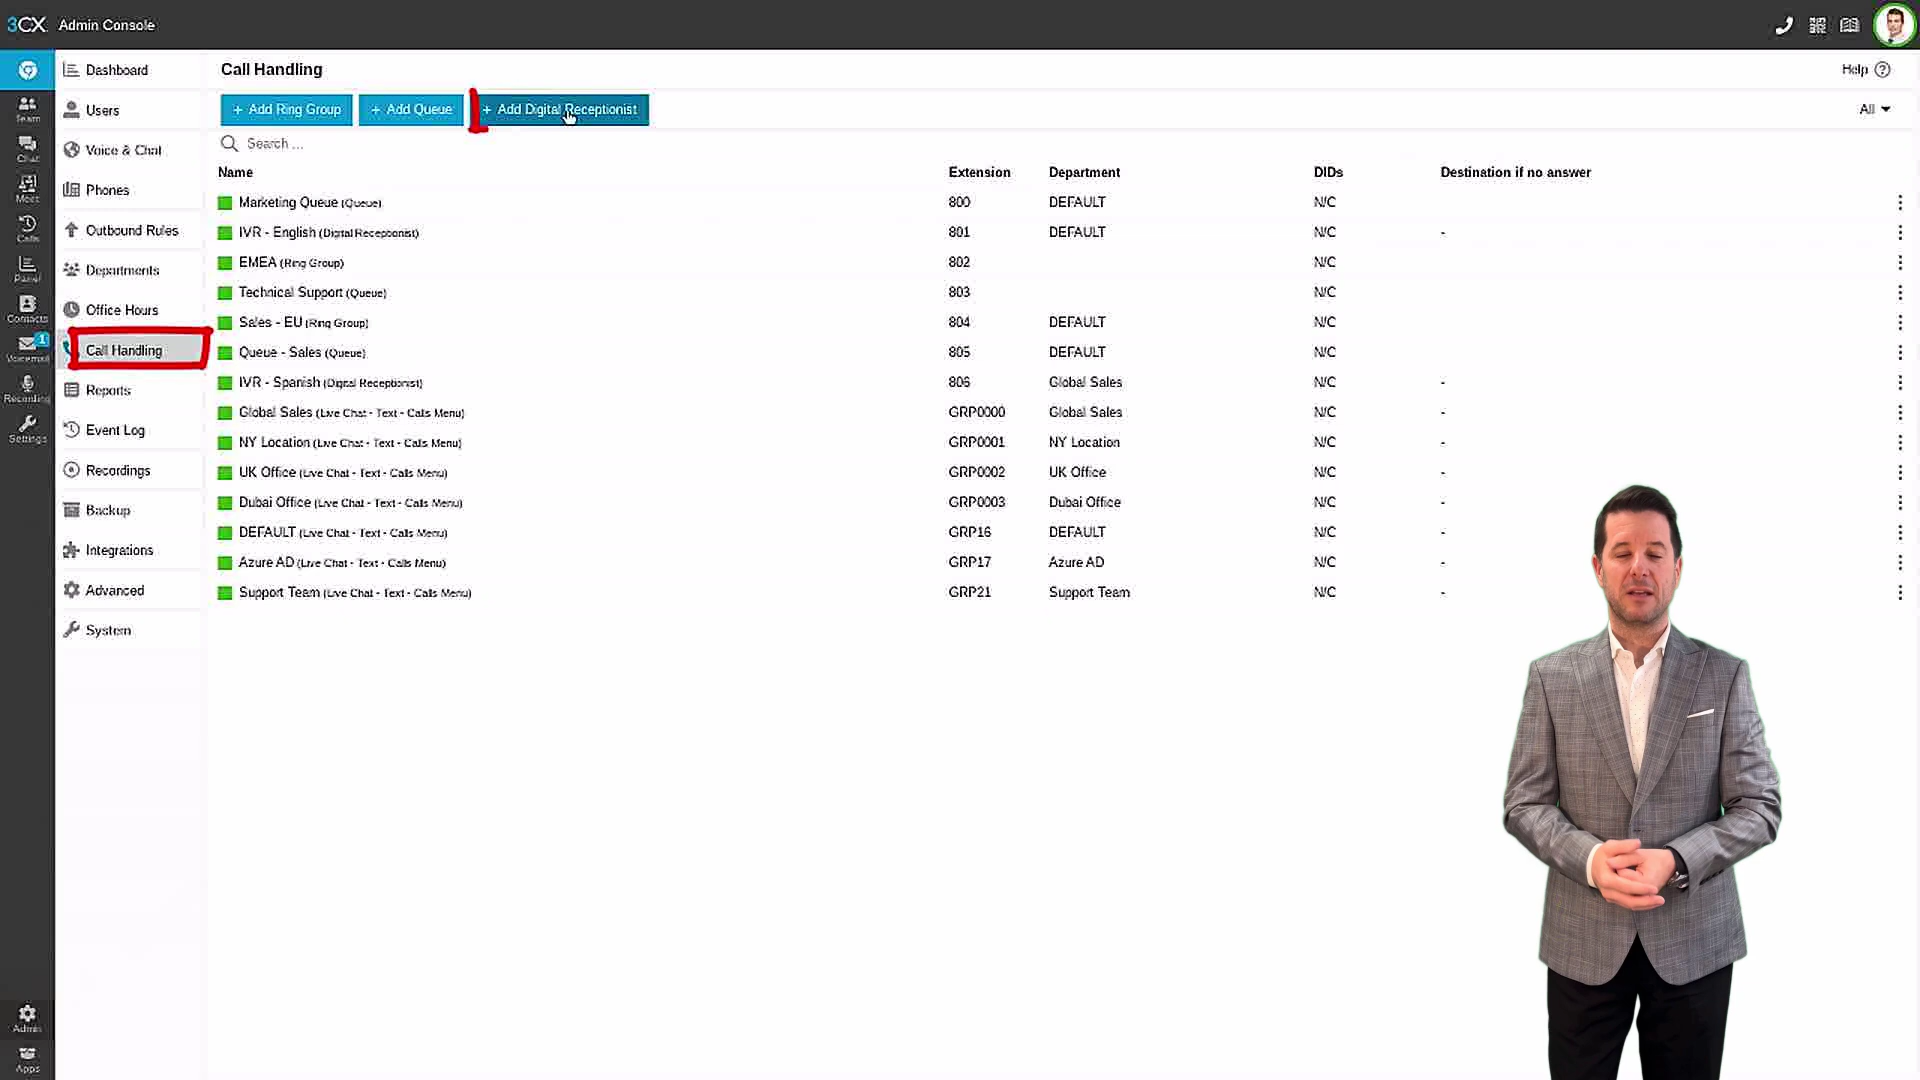 3CX Admin Console
Call Handling
Help
+ Add Ring Group
+ Add Queue
+ Add Digital Receptionist
All
Search ...
Team
Chat
Meet
Calls
Panel
Contacts
1
Voicemail
Recording
Settings
Admin
Apps
Dashboard
Users
Voice & Chat
Phones
Outbound Rules
Departments
Office Hours
Call Handling
Reports
Event Log
Recordings
Backup
Integrations
Advanced
System
Name Extension Department DIDs Destination if no answer
Marketing Queue (Queue) 800 DEFAULT N/C
IVR - English (Digital Receptionist) 801 DEFAULT N/C -
EMEA (Ring Group) 802 N/C
Technical Support (Queue) 803 N/C
Sales - EU (Ring Group) 804 DEFAULT N/C
Queue - Sales (Queue) 805 DEFAULT N/C
IVR - Spanish (Digital Receptionist) 806 Global Sales N/C -
Global Sales (Live Chat - Text - Calls Menu) GRP0000 Global Sales N/C -
NY Location (Live Chat - Text - Calls Menu) GRP0001 NY Location N/C -
UK Office (Live Chat - Text - Calls Menu) GRP0002 UK Office N/C -
Dubai Office (Live Chat - Text - Calls Menu) GRP0003 Dubai Office N/C -
DEFAULT (Live Chat - Text - Calls Menu) GRP16 DEFAULT N/C -
Azure AD (Live Chat - Text - Calls Menu) GRP17 Azure AD N/C -
Support Team (Live Chat - Text - Calls Menu) GRP21 Support Team N/C -